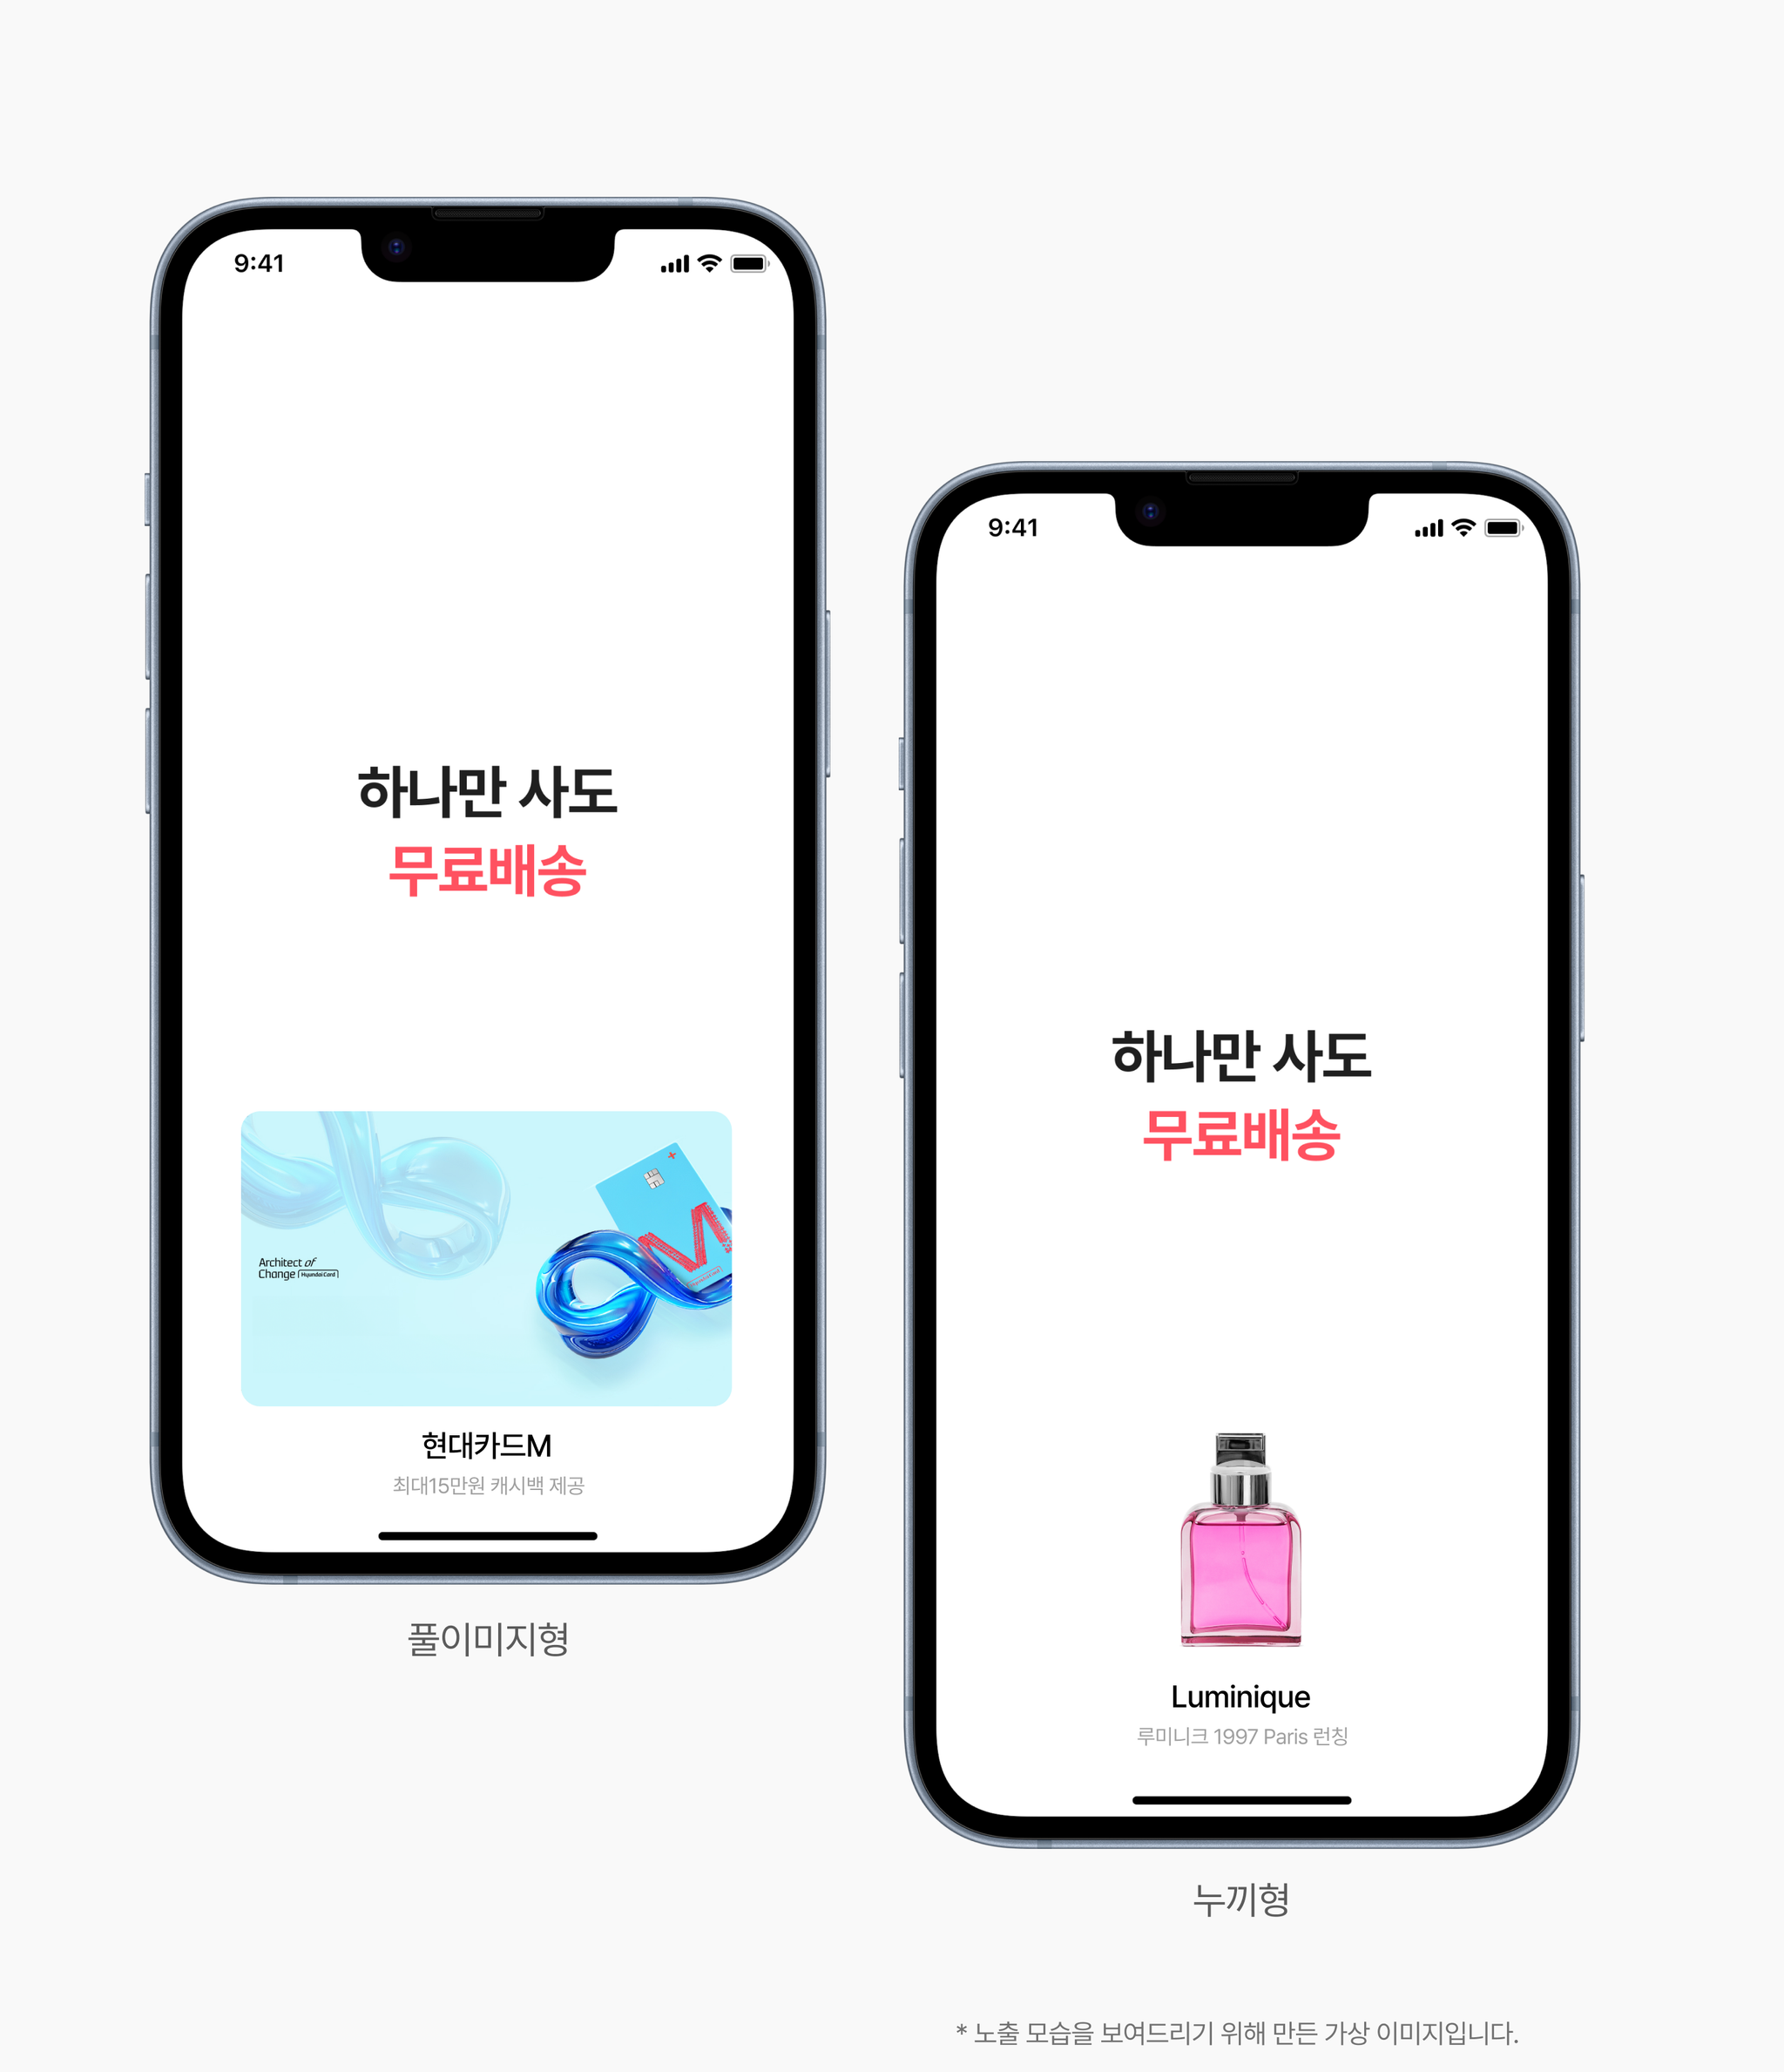 9:41
하나만 사도
무료배송
Architect of
Change Hyundai Card
M
현대카드M
최대15만원 캐시백 제공
풀이미지형
9:41
하나만 사도
무료배송
Luminique
루미니크 1997 Paris 런칭
누끼형
* 노출 모습을 보여드리기 위해 만든 가상 이미지입니다.